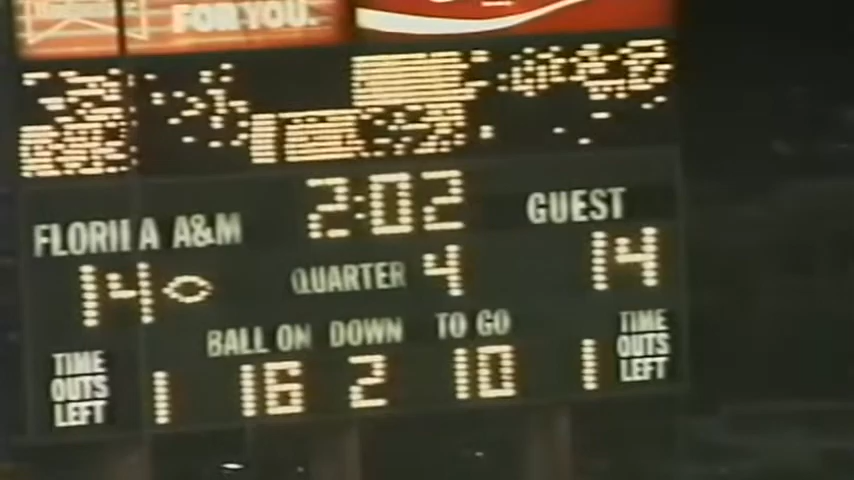 FOR YOU.
2:02
FLORIDA A&M
GUEST
14
QUARTER 4
14
BALL ON DOWN TO GO
TIME OUTS LEFT
1
16
2
10
1
TIME OUTS LEFT